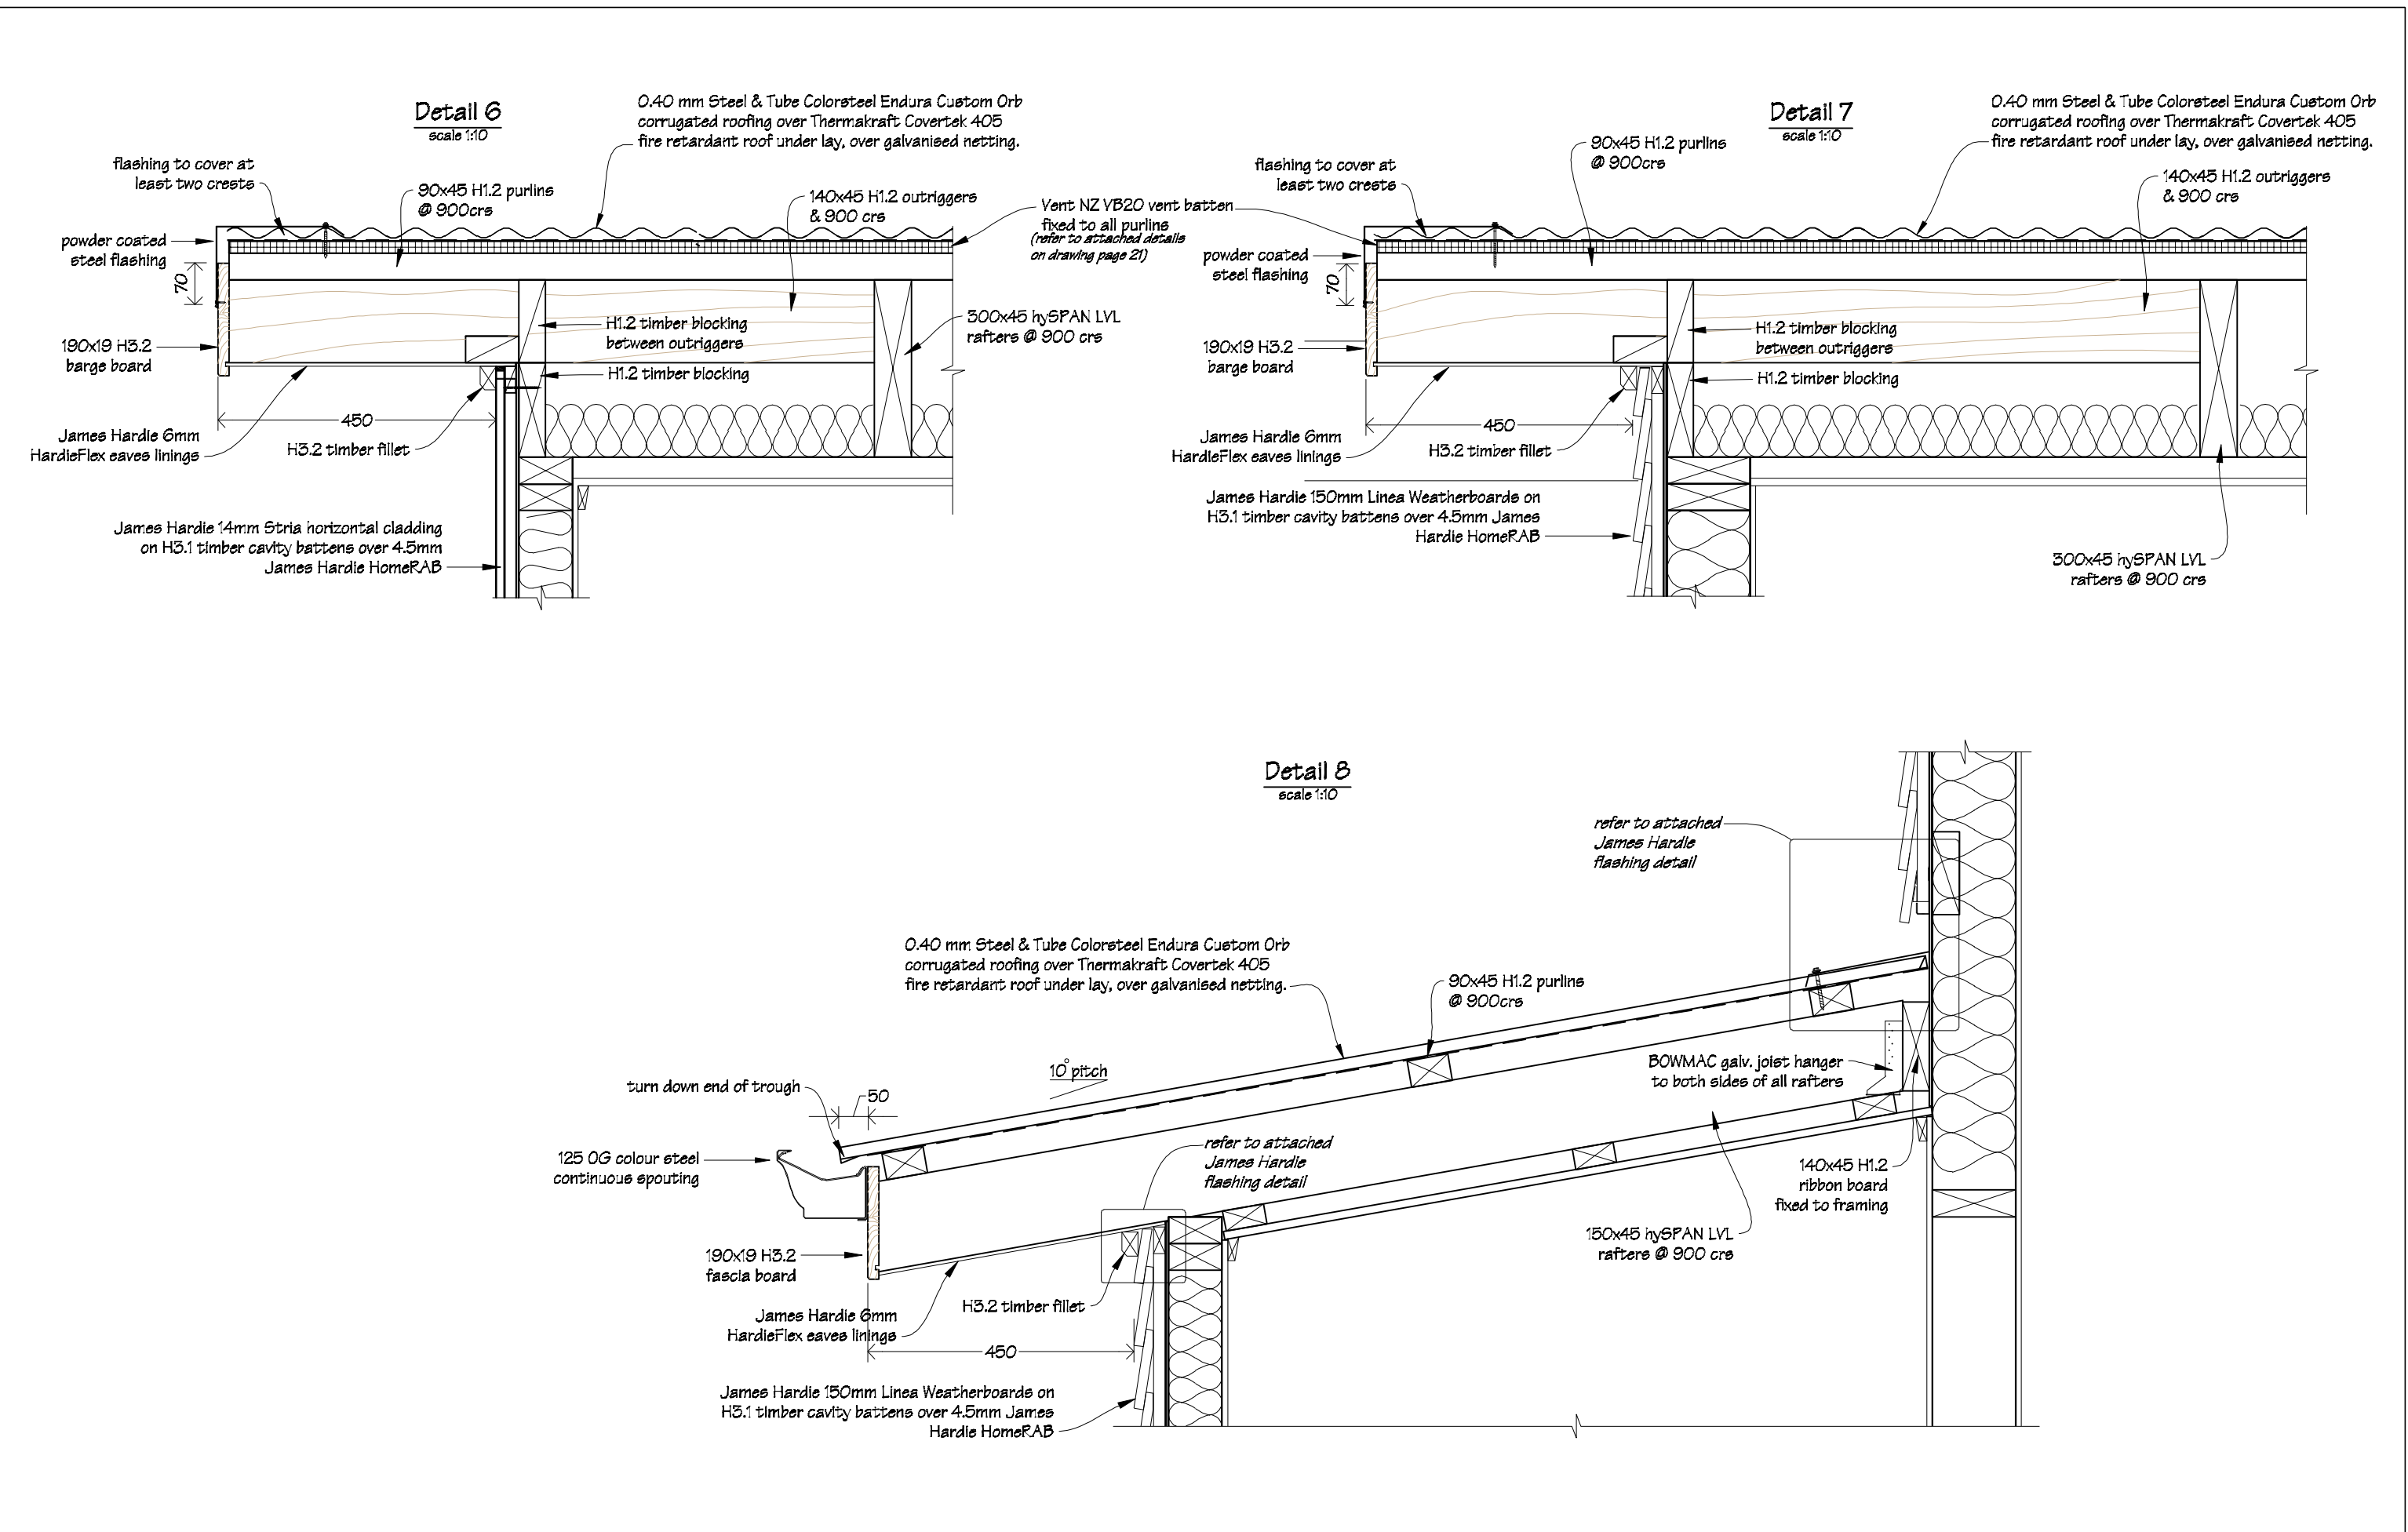 Detail 6
scale 1:10
0.40 mm Steel & Tube Colorsteel Endura Custom Orb
corrugated roofing over Thermakraft Covertek 405
fire retardant roof under lay, over galvanised netting.
flashing to cover at
least two crests
90x45 H1.2 purlins
@ 900crs
140x45 H1.2 outriggers
& 900 crs
powder coated
steel flashing
70
H1.2 timber blocking
between outriggers
300x45 hySPAN LVL
rafters @ 900 crs
190x19 H3.2
barge board
H1.2 timber blocking
450
James Hardie 6mm
HardieFlex eaves linings
H3.2 timber fillet
James Hardie 14mm Stria horizontal cladding
on H3.1 timber cavity battens over 4.5mm
James Hardie HomeRAB
Vent NZ VB20 vent batten
fixed to all purlins
(refer to attached details
on drawing page 21)
Detail 7
scale 1:10
0.40 mm Steel & Tube Colorsteel Endura Custom Orb
corrugated roofing over Thermakraft Covertek 405
fire retardant roof under lay, over galvanised netting.
90x45 H1.2 purlins
@ 900crs
flashing to cover at
least two crests
140x45 H1.2 outriggers
& 900 crs
powder coated
steel flashing
70
H1.2 timber blocking
between outriggers
190x19 H3.2
barge board
H1.2 timber blocking
450
James Hardie 6mm
HardieFlex eaves linings
H3.2 timber fillet
James Hardie 150mm Linea Weatherboards on
H3.1 timber cavity battens over 4.5mm James
Hardie HomeRAB
300x45 hySPAN LVL
rafters @ 900 crs
Detail 8
scale 1:10
refer to attached
James Hardie
flashing detail
0.40 mm Steel & Tube Colorsteel Endura Custom Orb
corrugated roofing over Thermakraft Covertek 405
fire retardant roof under lay, over galvanised netting.
90x45 H1.2 purlins
@ 900crs
BOWMAC galv. joist hanger
to both sides of all rafters
10° pitch
turn down end of trough
50
refer to attached
James Hardie
flashing detail
125 OG colour steel
continuous spouting
140x45 H1.2
ribbon board
fixed to framing
150x45 hySPAN LVL
rafters @ 900 crs
190x19 H3.2
fascia board
H3.2 timber fillet
James Hardie 6mm
HardieFlex eaves linings
450
James Hardie 150mm Linea Weatherboards on
H3.1 timber cavity battens over 4.5mm James
Hardie HomeRAB